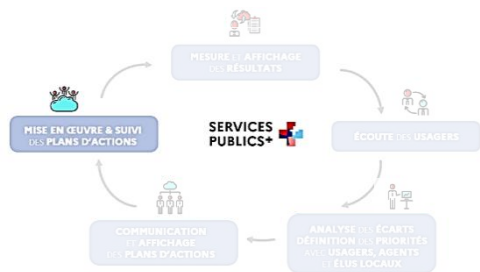 MESURE ET AFFICHAGE
DES RÉSULTATS
MISE EN ŒUVRE & SUIVI
DES PLANS D'ACTIONS
SERVICES
PUBLICS+
ÉCOUTE DES USAGERS
COMMUNICATION
ET AFFICHAGE
DES PLANS D'ACTIONS
ANALYSE DES ÉCARTS
DÉFINITION DES PRIORITÉS
AVEC USAGERS, AGENTS
ET ÉLUS LOCAUX